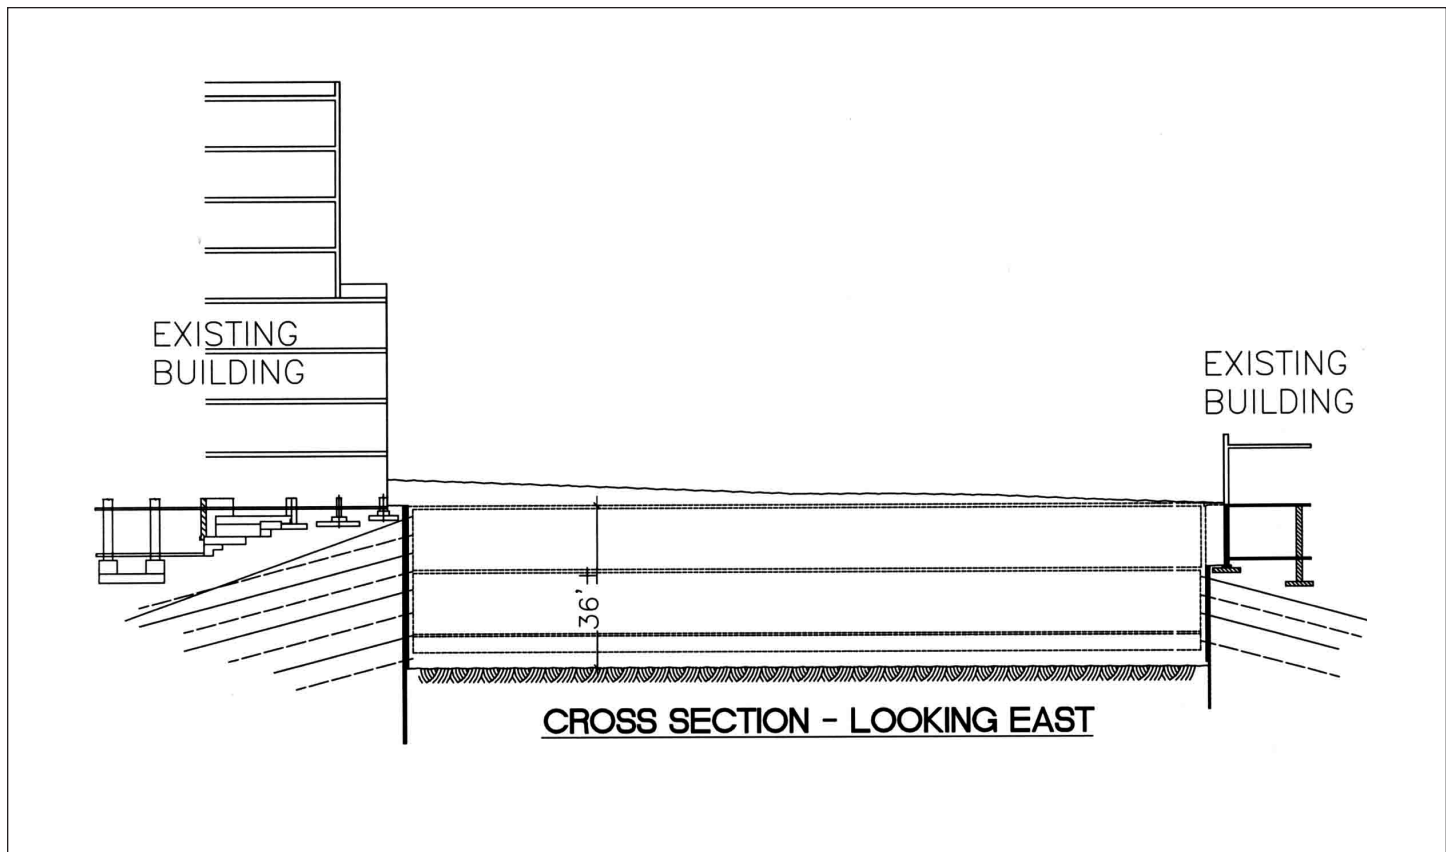 EXISTING
BUILDING
EXISTING
BUILDING
36'
CROSS SECTION - LOOKING EAST